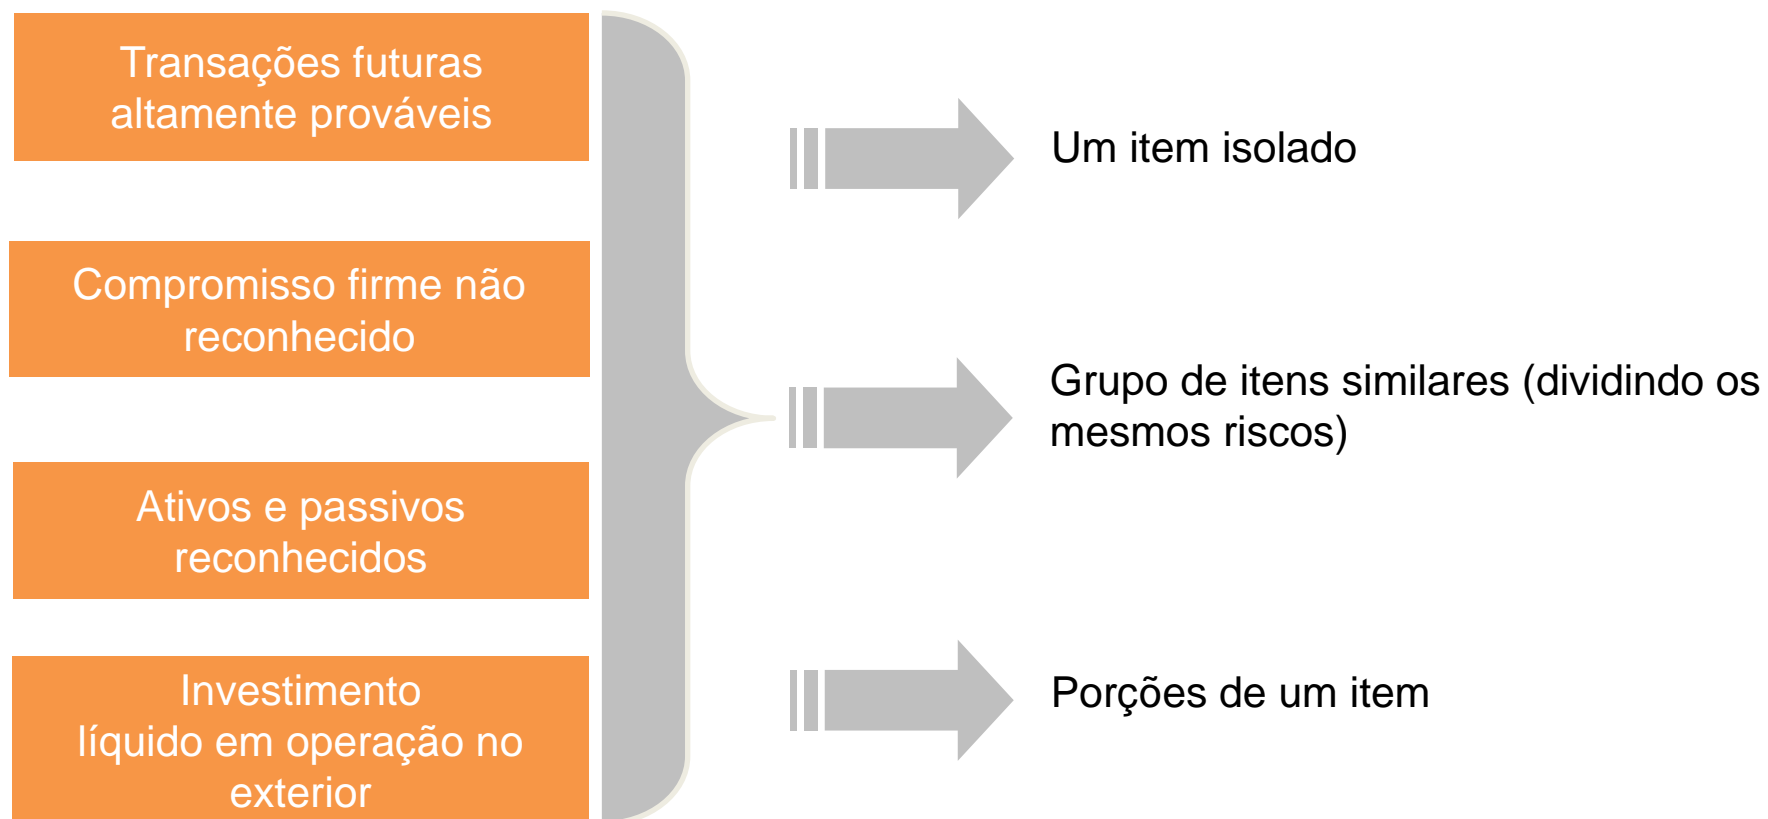 Transações futuras
altamente prováveis
Compromisso firme não
reconhecido
Ativos e passivos
reconhecidos
Investimento
líquido em operação no
exterior
Um item isolado
Grupo de itens similares (dividindo os
mesmos riscos)
Porções de um item